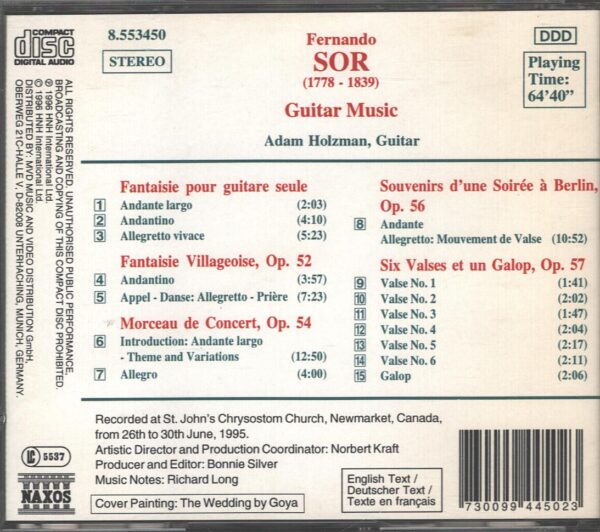 COMPACT
disc
DIGITAL AUDIO
8.553450
STEREO
Fernando
SOR
(1778 - 1839)
Guitar Music
Adam Holzman, Guitar
DDD
Playing
Time:
64'40"
Fantaisie pour guitare seule
1 Andante largo (2:03)
2 Andantino (4:10)
3 Allegretto vivace (5:23)
Fantaisie Villageoise, Op. 52
4 Andantino (3:57)
5 Appel - Danse: Allegretto - Prière (7:23)
Morceau de Concert, Op. 54
6 Introduction: Andante largo
- Theme and Variations (12:50)
7 Allegro (4:00)
Souvenirs d'une Soirée à Berlin,
Op. 56
8 Andante
Allegretto: Mouvement de Valse (10:52)
Six Valses et un Galop, Op. 57
9 Valse No. 1 (1:41)
10 Valse No. 2 (2:02)
11 Valse No. 3 (1:47)
12 Valse No. 4 (2:04)
13 Valse No. 5 (2:17)
14 Valse No. 6 (2:11)
15 Galop (2:06)
Recorded at St. John's Chrysostom Church, Newmarket, Canada,
from 26th to 30th June, 1995.
Artistic Director and Production Coordinator: Norbert Kraft
Producer and Editor: Bonnie Silver
Music Notes: Richard Long
Cover Painting: The Wedding by Goya
English Text /
Deutscher Text /
Texte en français
7 30099 44502 3
ALL RIGHTS RESERVED. UNAUTHORISED PUBLIC PERFORMANCE,
BROADCASTING AND COPYING OF THIS COMPACT DISC PROHIBITED.
℗ 1996 HNH International Ltd.
© 1996 HNH International Ltd.
DISTRIBUTED BY: MVD MUSIC AND VIDEO DISTRIBUTION GmbH,
OBERWEG 21C-HALLE V, D-82008 UNTERHACHING, MUNICH, GERMANY.
LC 5537
NAXOS